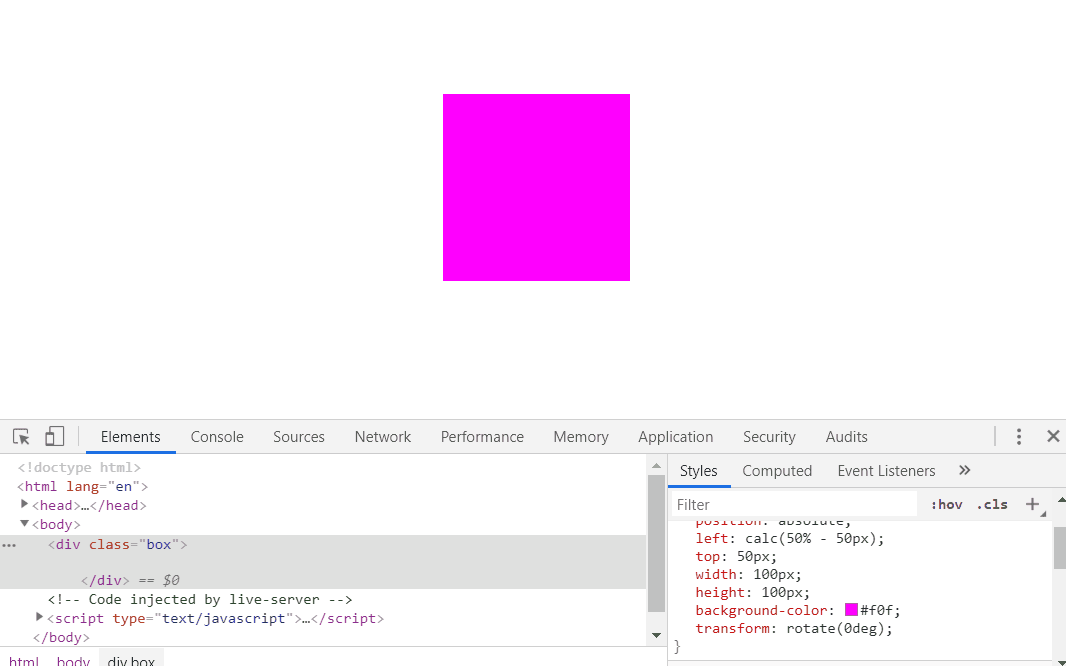 Elements Console Sources Network Performance Memory Application Security Audits
<!doctype html>
<html lang="en">
<head>…</head>
<body>
<div class="box">
</div> == $0
<!-- Code injected by live-server -->
<script type="text/javascript">…</script>
</body>
html body div.box
Styles Computed Event Listeners
Filter :hov .cls
position: absolute;
left: calc(50% - 50px);
top: 50px;
width: 100px;
height: 100px;
background-color: #f0f;
transform: rotate(0deg);
}